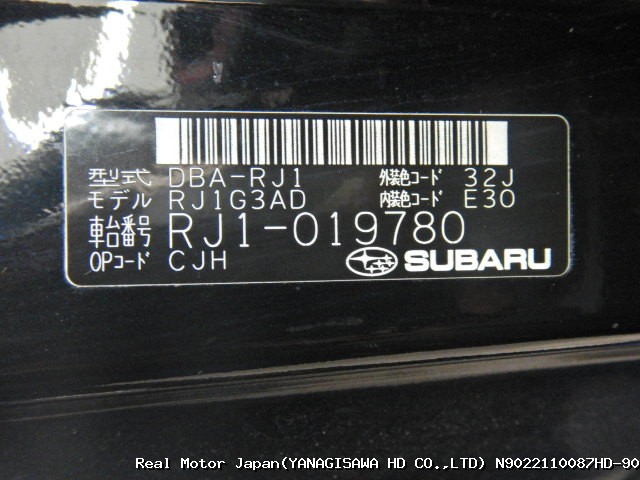 型式 DBA-RJ1 外装色コード 32J
モデル RJ1G3AD 内装色コード E30
車台番号 RJ1-019780
OPコード CJH SUBARU
Real Motor Japan(YANAGISAWA HD CO.,LTD) N9022110087HD-90